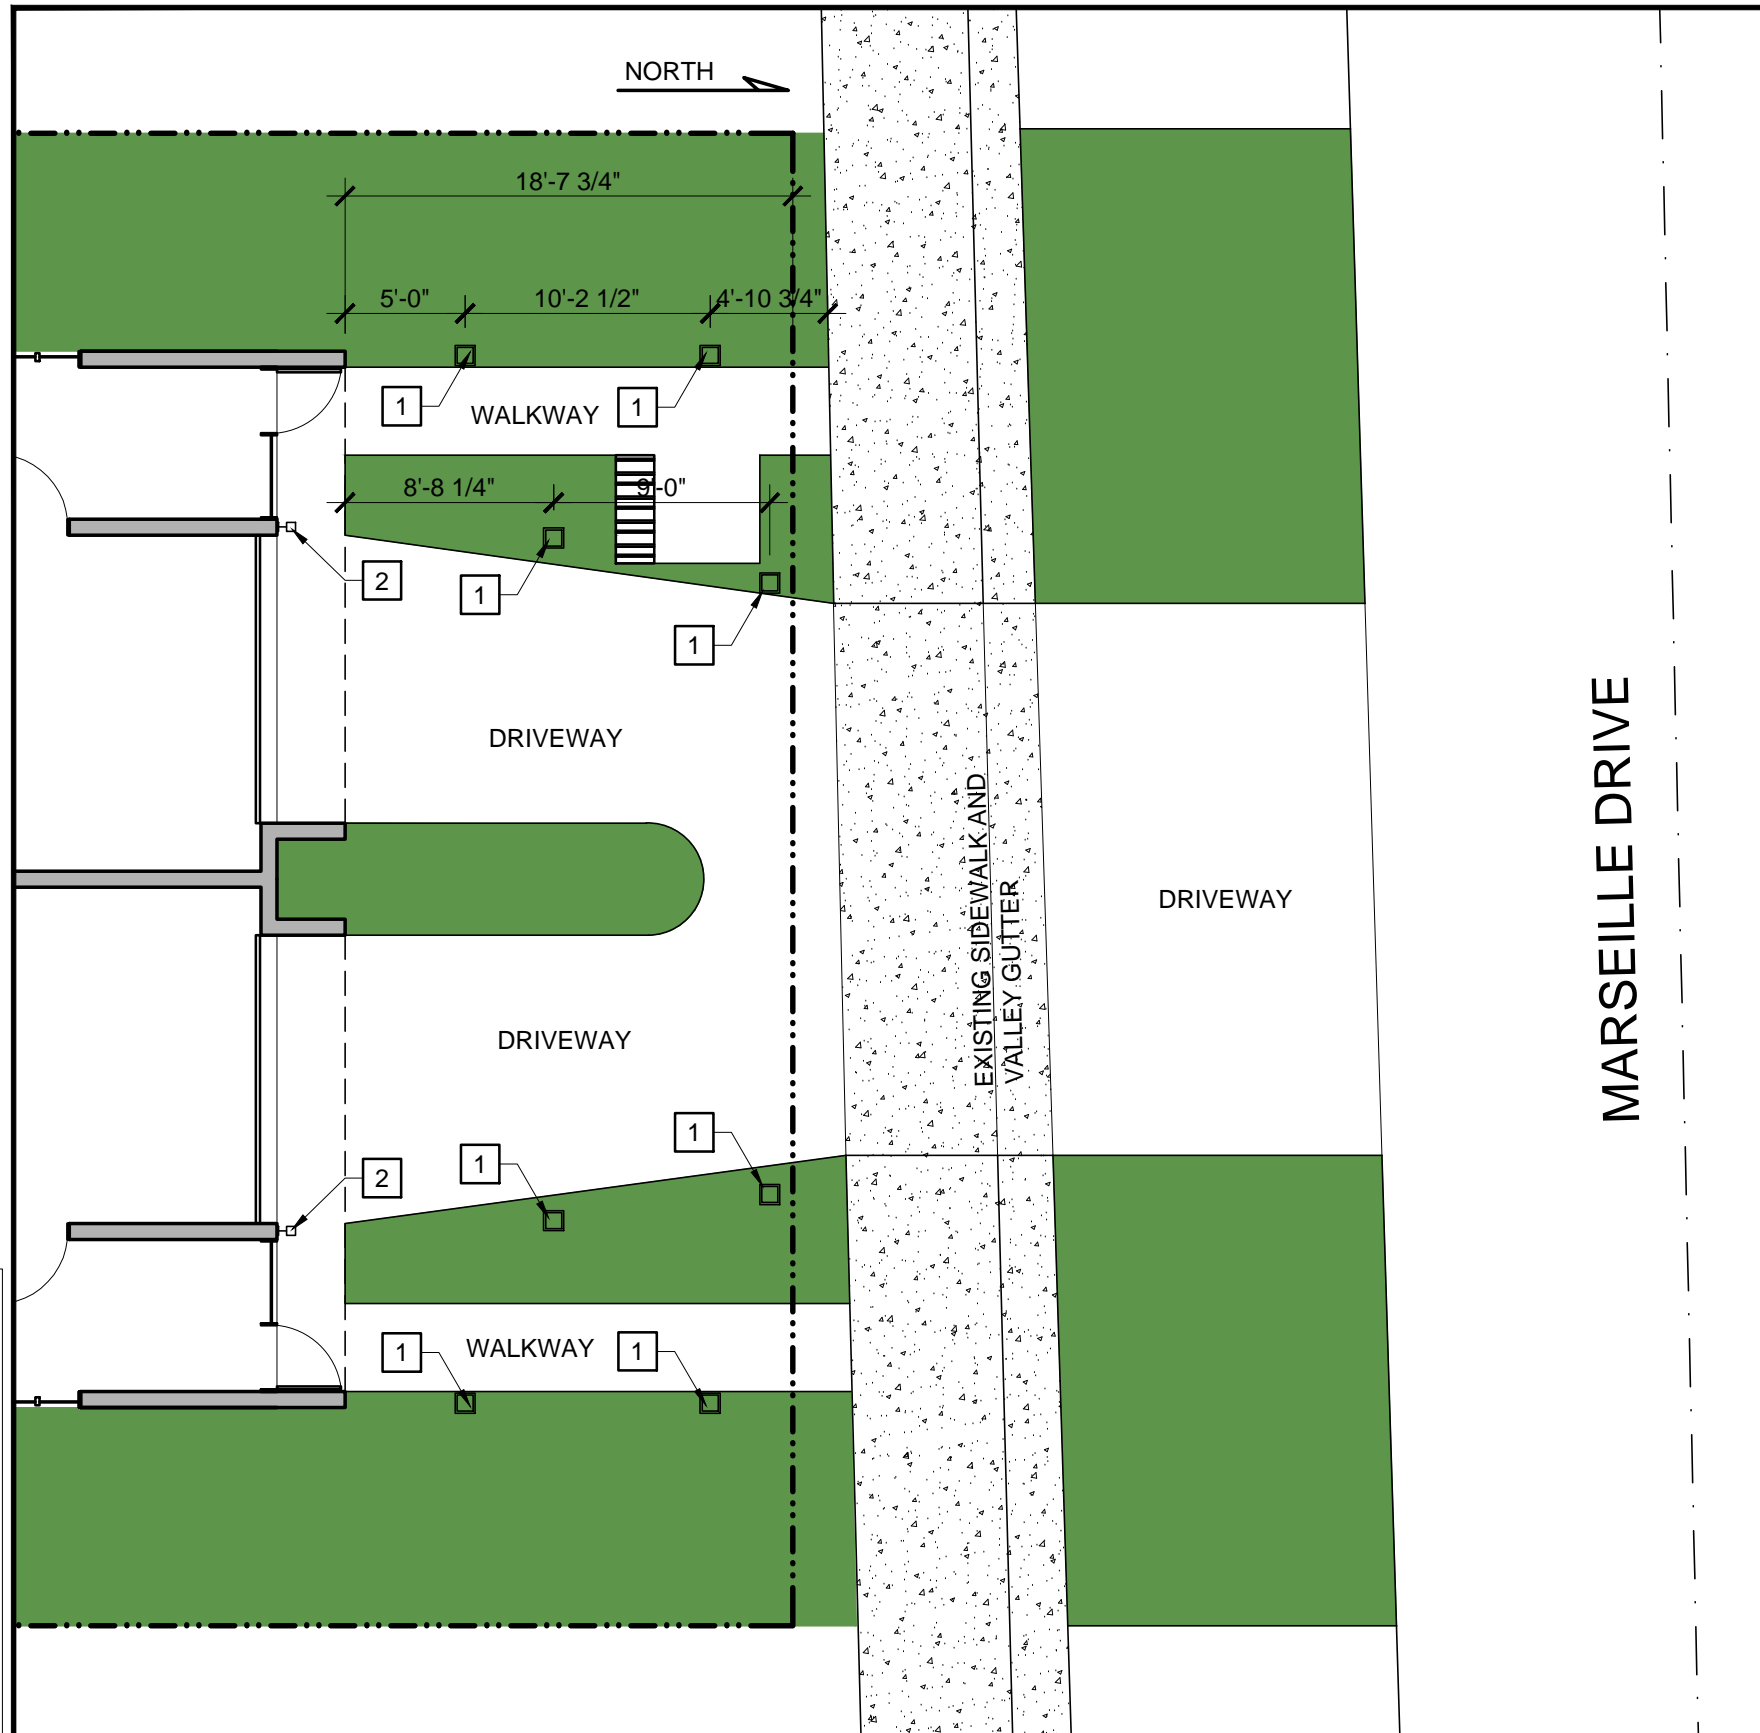 NORTH
18'-7 3/4"
5'-0"
10'-2 1/2"
4'-10 3/4"
1
WALKWAY
1
8'-8 1/4"
9'-0"
2
1
1
DRIVEWAY
EXISTING SIDEWALK AND
VALLEY GUTTER
DRIVEWAY
MARSEILLE DRIVE
DRIVEWAY
1
1
2
1
WALKWAY
1